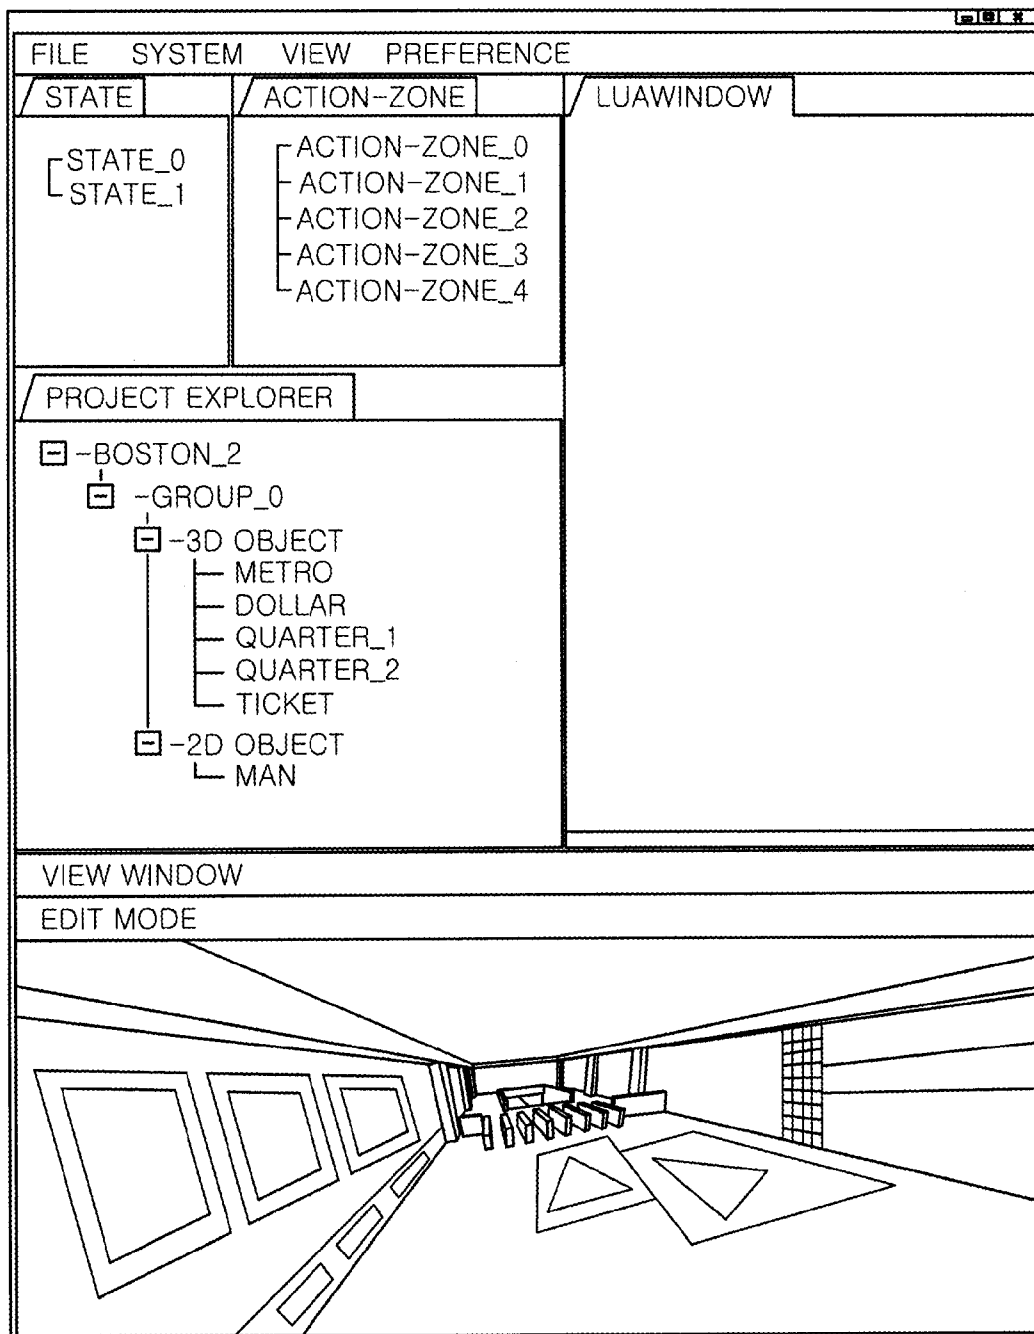 FILE SYSTEM VIEW PREFERENCE
STATE
STATE_0
STATE_1
ACTION-ZONE
ACTION-ZONE_0
ACTION-ZONE_1
ACTION-ZONE_2
ACTION-ZONE_3
ACTION-ZONE_4
LUAWINDOW
PROJECT EXPLORER
-BOSTON_2
-GROUP_0
-3D OBJECT
METRO
DOLLAR
QUARTER_1
QUARTER_2
TICKET
-2D OBJECT
MAN
VIEW WINDOW
EDIT MODE